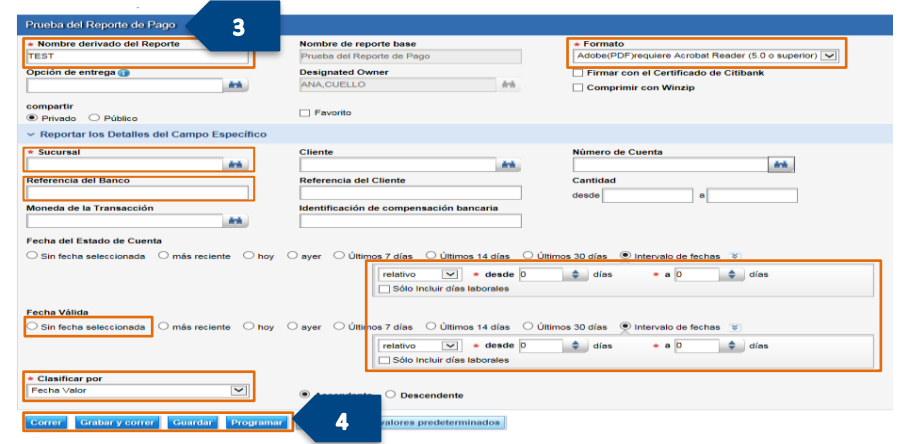 Prueba del Reporte de Pago
3
* Nombre derivado del Reporte Nombre de reporte base * Formato
TEST Prueba del Reporte de Pago Adobe(PDF)requiere Acrobat Reader (5.0 o superior)
Opción de entrega Designated Owner Firmar con el Certificado de Citibank
ANA,CUELLO Comprimir con Winzip
compartir
Privado Público Favorito
Reportar los Detalles del Campo Específico
* Sucursal Cliente Número de Cuenta
Referencia del Banco Referencia del Cliente Cantidad
desde a
Moneda de la Transacción Identificación de compensación bancaria
Fecha del Estado de Cuenta
Sin fecha seleccionada más reciente hoy ayer Últimos 7 días Últimos 14 días Últimos 30 días Intervalo de fechas
relativo * desde 0 días * a 0 días
Sólo Incluir días laborales
Fecha Válida
Sin fecha seleccionada más reciente hoy ayer Últimos 7 días Últimos 14 días Últimos 30 días Intervalo de fechas
relativo * desde 0 días * a 0 días
Sólo Incluir días laborales
* Clasificar por
Fecha Valor Descendente
Correr Grabar y correr Guardar Programar 4 valores predeterminados